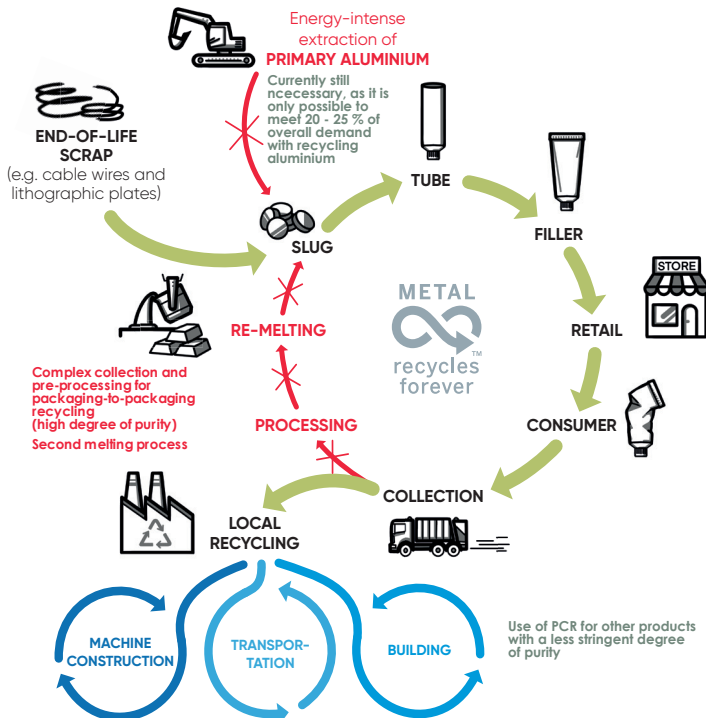 Energy-intense
extraction of
PRIMARY ALUMINIUM
Currently still
ncecessary, as it is
only possible to
meet 20 - 25 % of
overall demand
with recycling
aluminium
END-OF-LIFE
SCRAP
(e.g. cable wires and
lithographic plates)
TUBE
SLUG
FILLER
STORE
RETAIL
METAL
TM
recycles
forever
RE-MELTING
Complex collection and
pre-processing for
packaging-to-packaging
recycling
(high degree of purity)
Second melting process
PROCESSING
CONSUMER
COLLECTION
LOCAL
RECYCLING
MACHINE
CONSTRUCTION
TRANSPOR-
TATION
BUILDING
Use of PCR for other products
with a less stringent degree
of purity